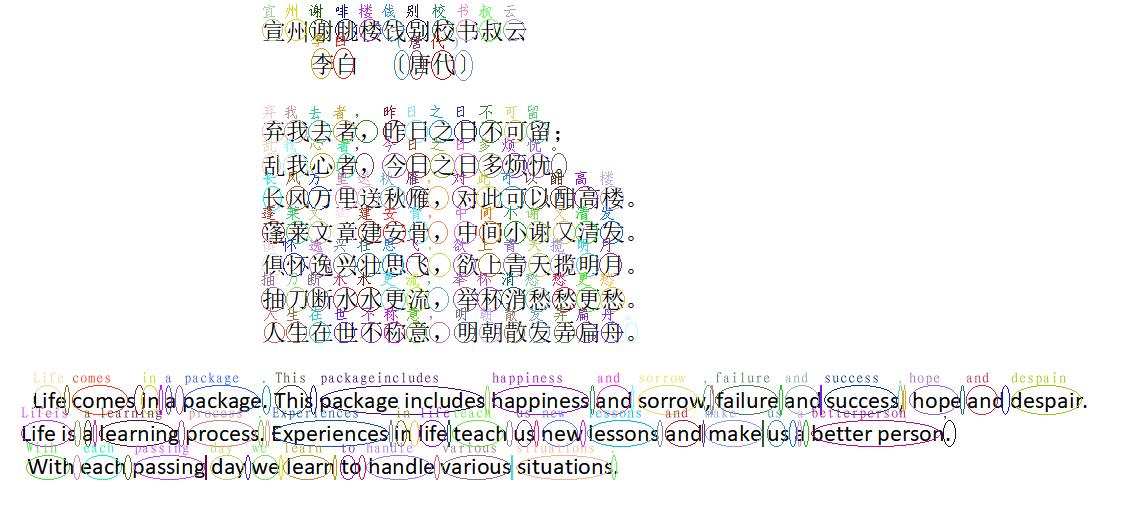 宣州谢朓楼饯别校书叔云
李白 （唐代）
弃我去者，昨日之日不可留；
乱我心者，今日之日多烦忧。
长风万里送秋雁，对此可以酣高楼。
蓬莱文章建安骨，中间小谢又清发。
俱怀逸兴壮思飞，欲上青天揽明月。
抽刀断水水更流，举杯消愁愁更愁。
人生在世不称意，明朝散发弄扁舟。
Life comes in a package. This package includes happiness and sorrow, failure and success, hope and despair.
Life is a learning process. Experiences in life teach us new lessons and make us a better person.
With each passing day we learn to handle various situations.